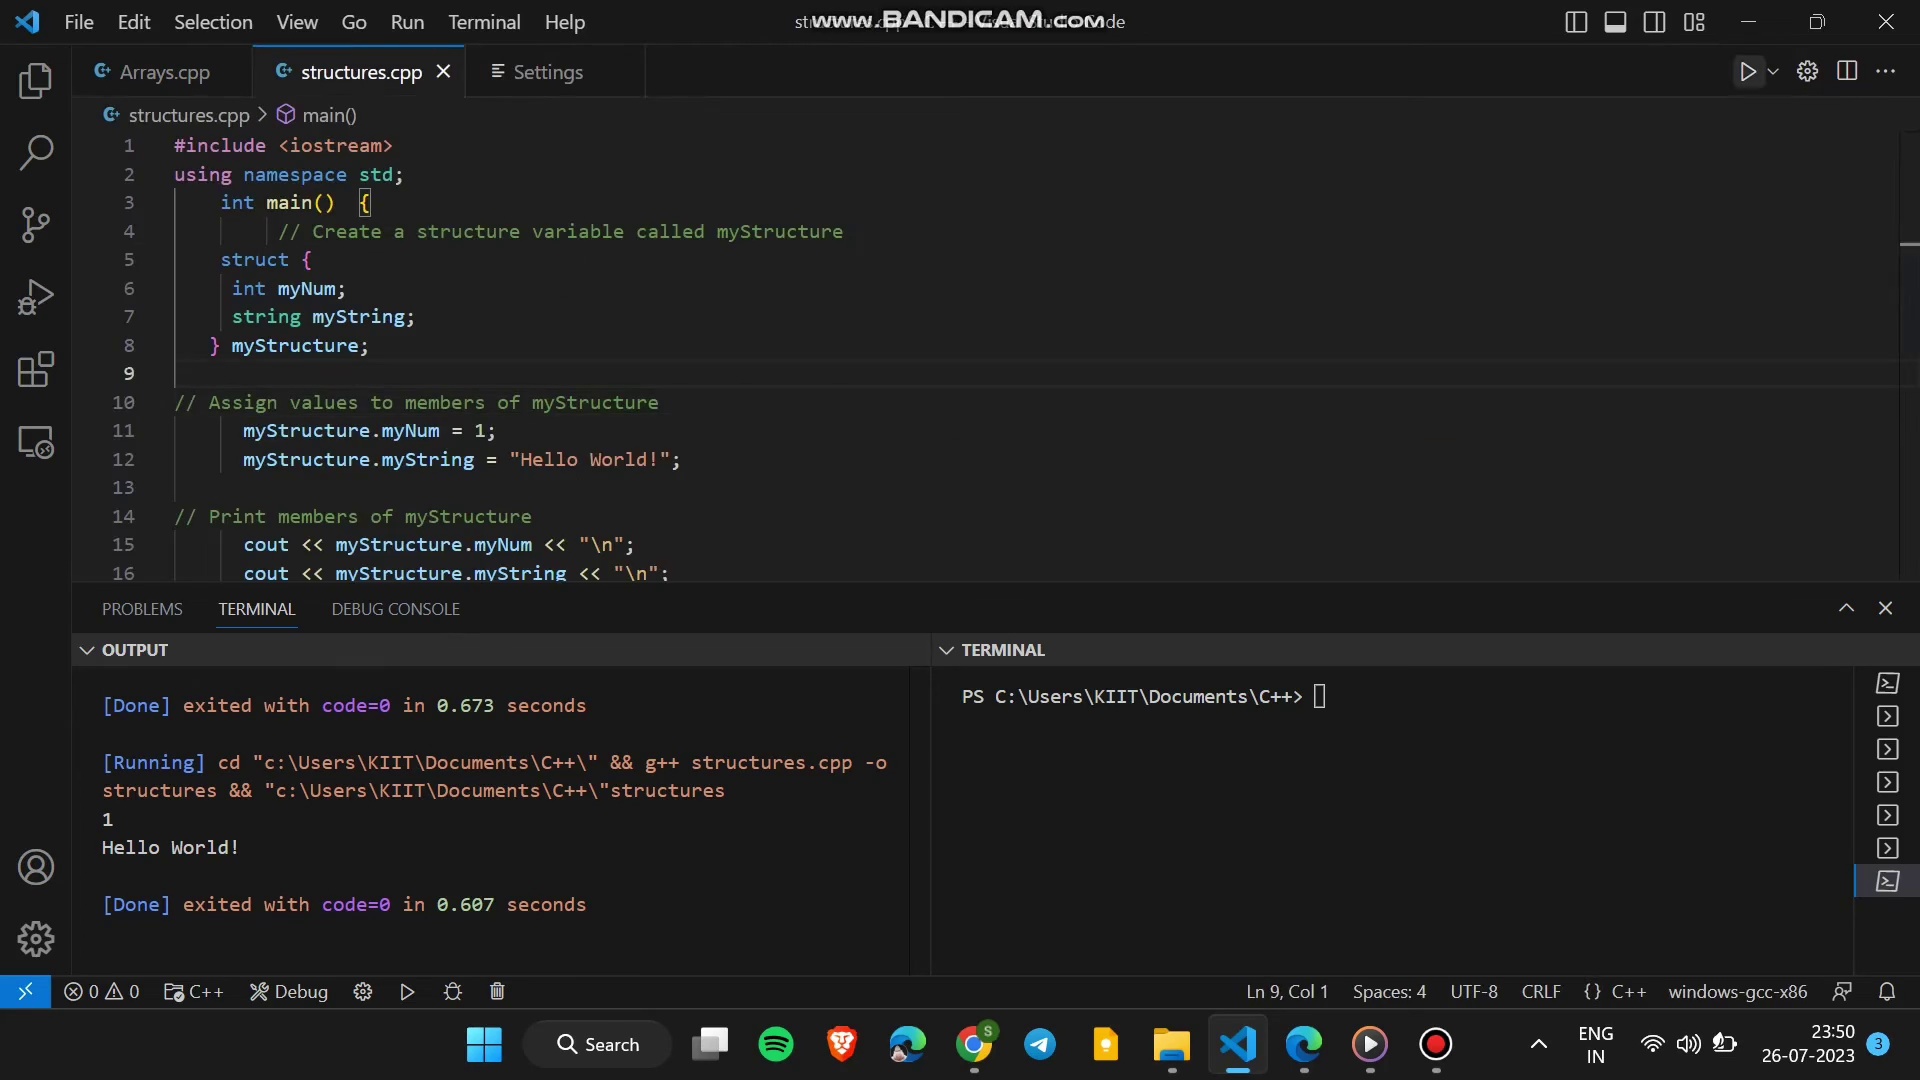 File Edit Selection View Go Run Terminal Help
www.BANDICAM.com
Arrays.cpp structures.cpp Settings
structures.cpp > main()
1 #include <iostream>
2 using namespace std;
3 int main() {
4 // Create a structure variable called myStructure
5 struct {
6 int myNum;
7 string myString;
8 } myStructure;
9
10 // Assign values to members of myStructure
11 myStructure.myNum = 1;
12 myStructure.myString = "Hello World!";
13
14 // Print members of myStructure
15 cout << myStructure.myNum << "\n";
16 cout << myStructure.myString << "\n";
PROBLEMS TERMINAL DEBUG CONSOLE
OUTPUT
[Done] exited with code=0 in 0.673 seconds
[Running] cd "c:\Users\KIIT\Documents\C++\" && g++ structures.cpp -o
structures && "c:\Users\KIIT\Documents\C++\"structures
1
Hello World!
[Done] exited with code=0 in 0.607 seconds
TERMINAL
PS C:\Users\KIIT\Documents\C++>
0 0 C++ Debug Ln 9, Col 1 Spaces: 4 UTF-8 CRLF {} C++ windows-gcc-x86
Search
S
ENG
IN
23:50
26-07-2023
3